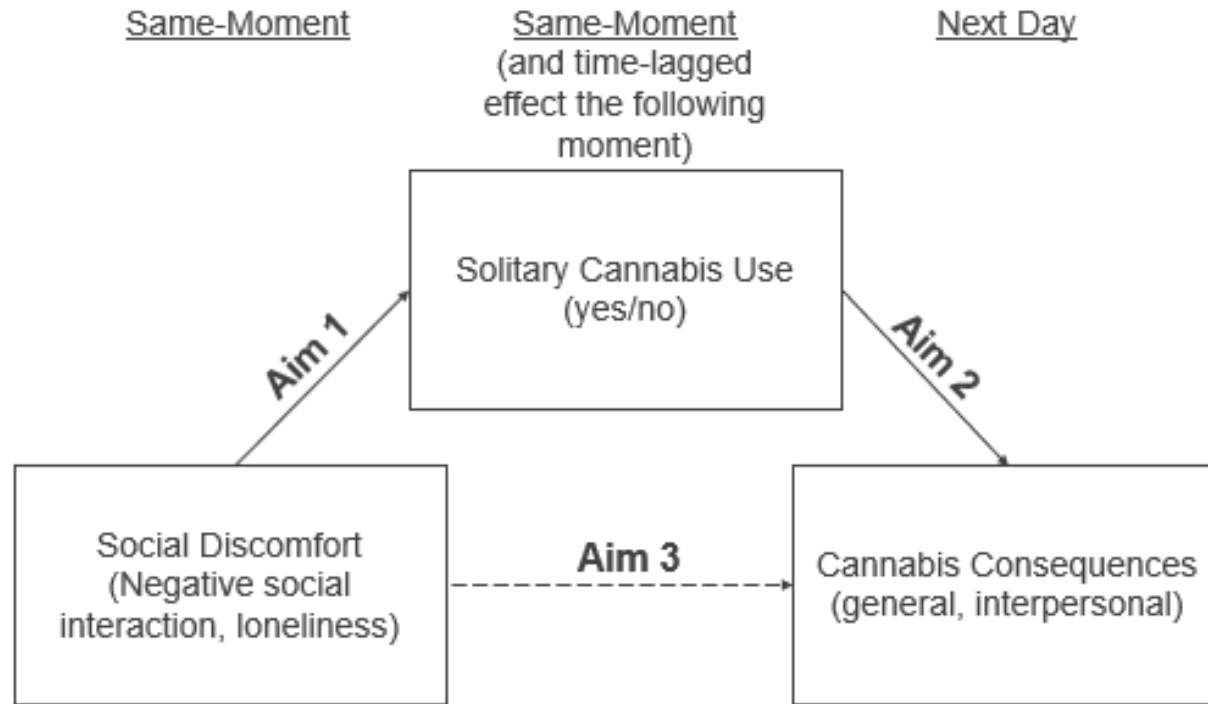 Same-Moment
Same-Moment
(and time-lagged
effect the following
moment)
Next Day
Solitary Cannabis Use
(yes/no)
Aim 1
Aim 2
Social Discomfort
(Negative social
interaction, loneliness)
Aim 3
Cannabis Consequences
(general, interpersonal)